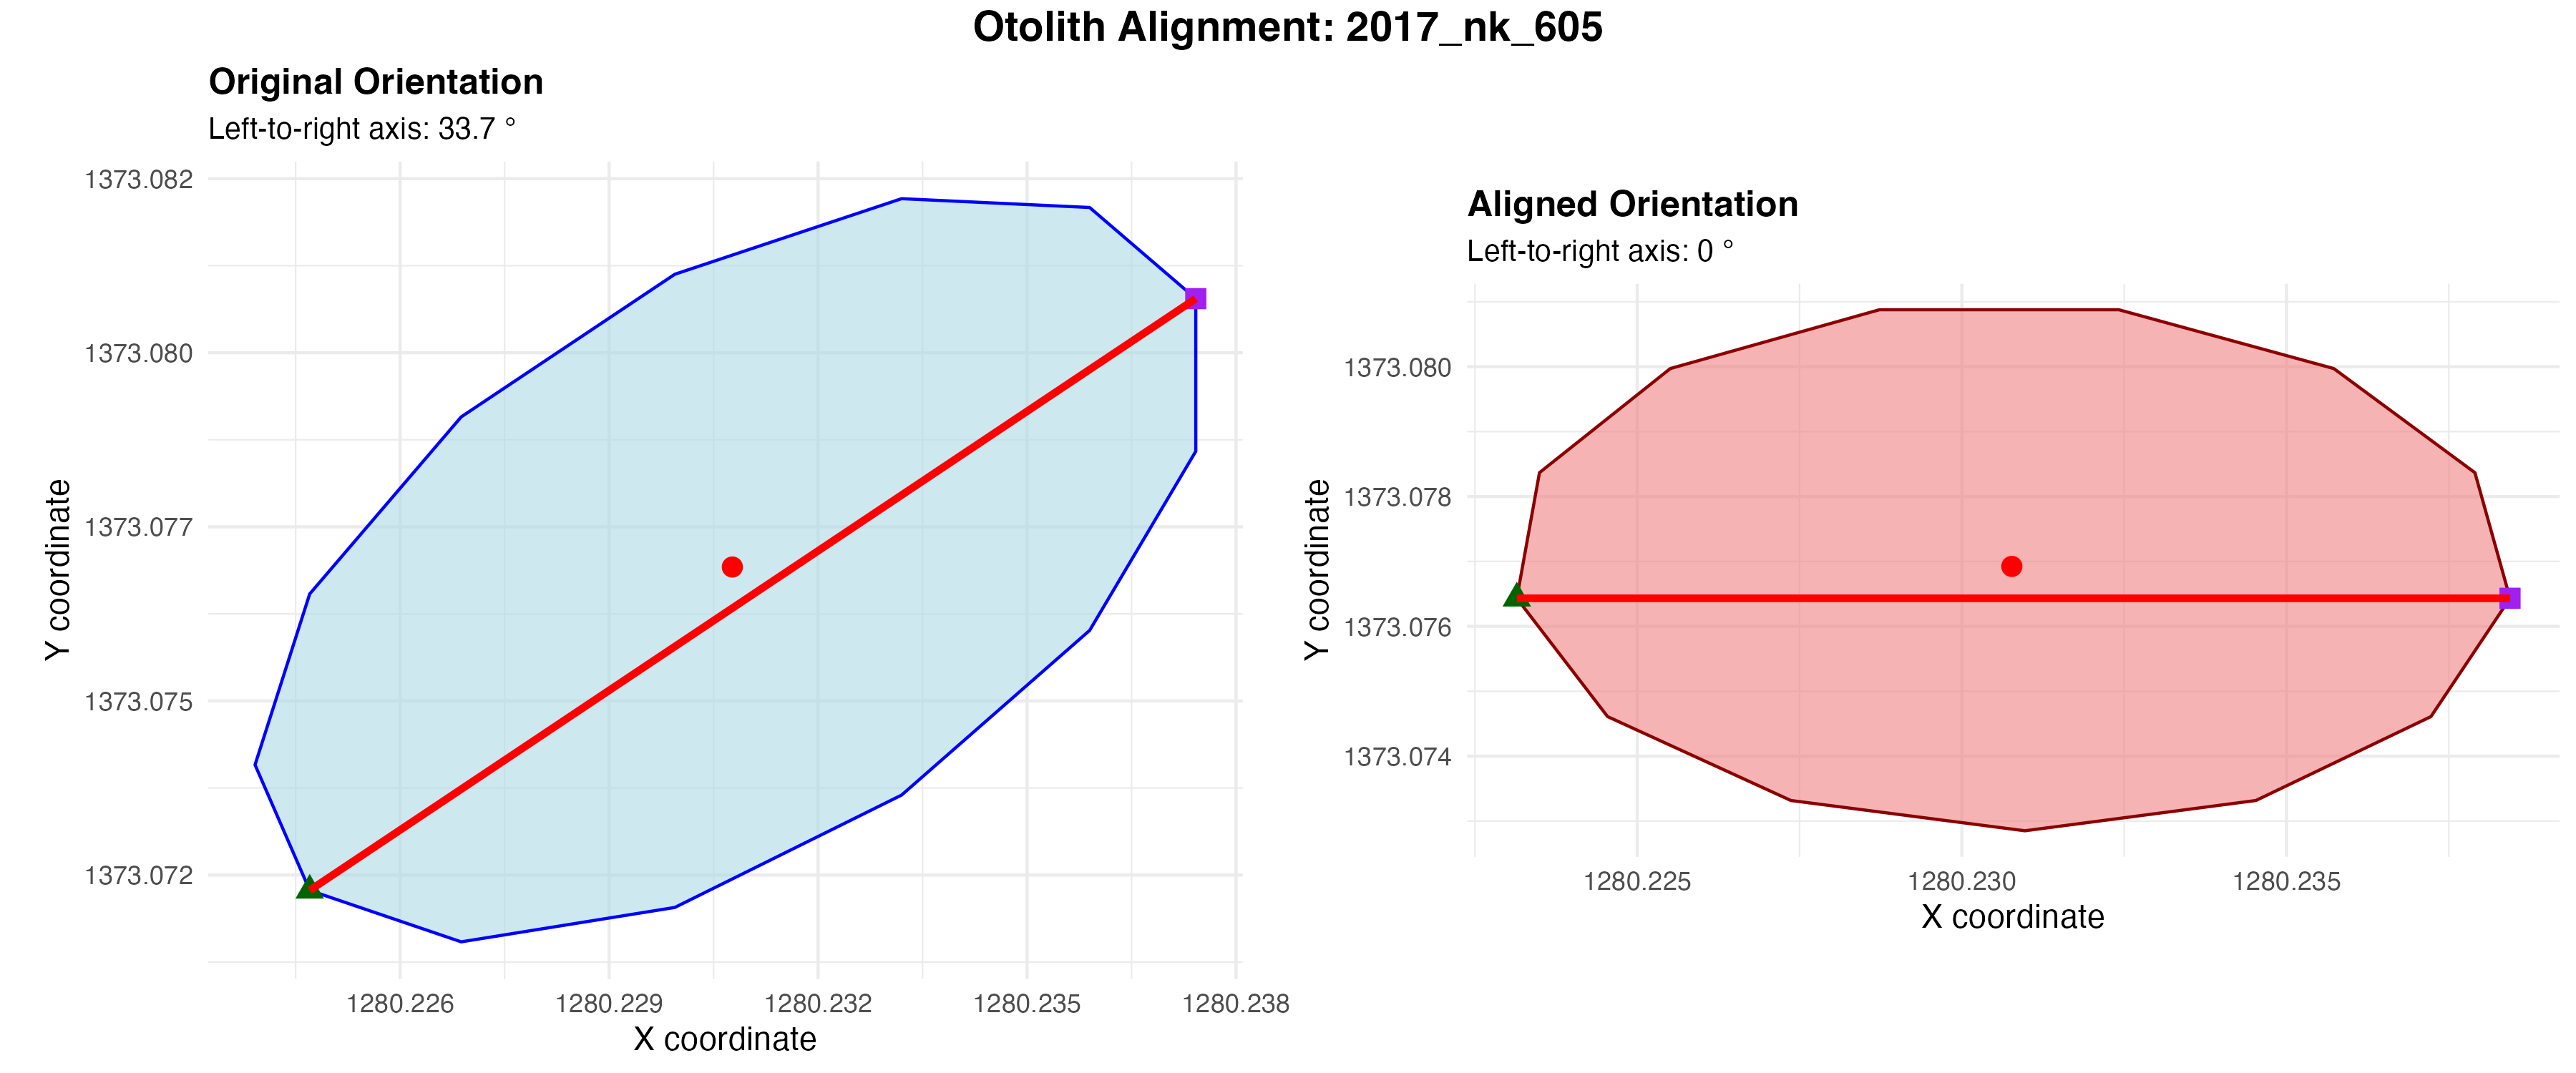 Otolith Alignment: 2017_nk_605
Original Orientation
Left-to-right axis: 33.7 °
1373.082
1373.080
1373.077
1373.075
1373.072
Y coordinate
1280.226
1280.229
1280.232
1280.235
1280.238
X coordinate
Aligned Orientation
Left-to-right axis: 0 °
1373.080
1373.078
1373.076
1373.074
Y coordinate
1280.225
1280.230
1280.235
X coordinate